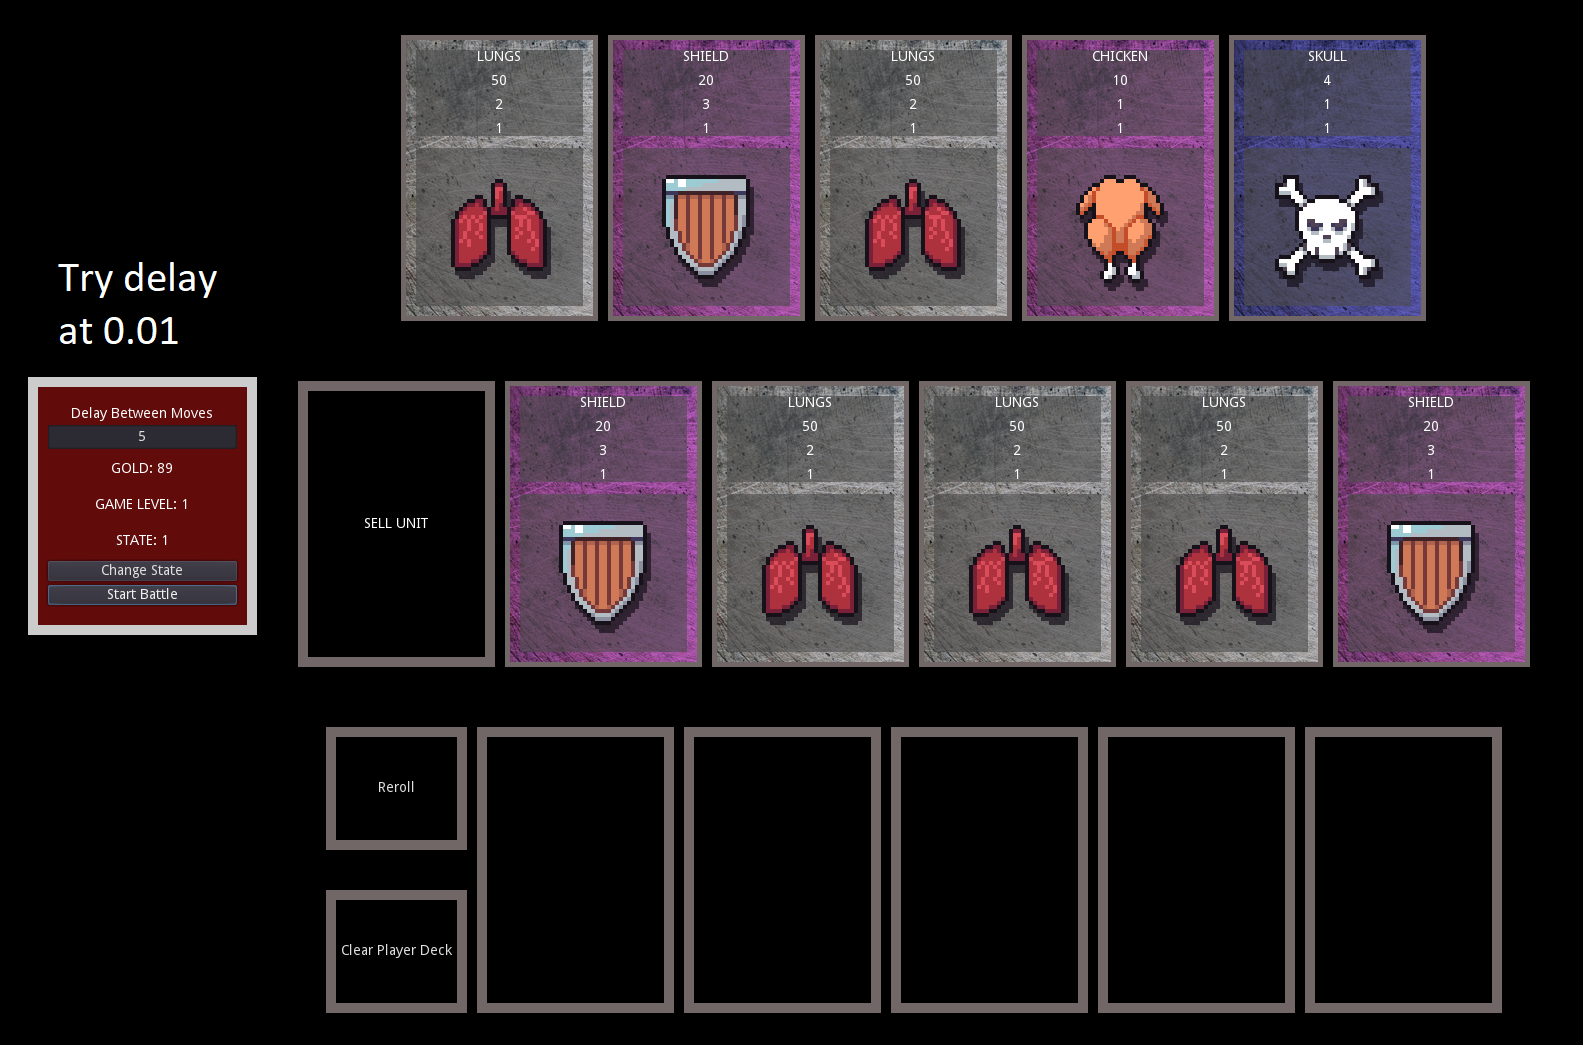 LUNGS
50
2
1
SHIELD
20
3
1
LUNGS
50
2
1
CHICKEN
10
1
1
SKULL
4
1
1
Try delay
at 0.01
Delay Between Moves
5
GOLD: 89
GAME LEVEL: 1
STATE: 1
Change State
Start Battle
SELL UNIT
SHIELD
20
3
1
LUNGS
50
2
1
LUNGS
50
2
1
LUNGS
50
2
1
SHIELD
20
3
1
Reroll
Clear Player Deck